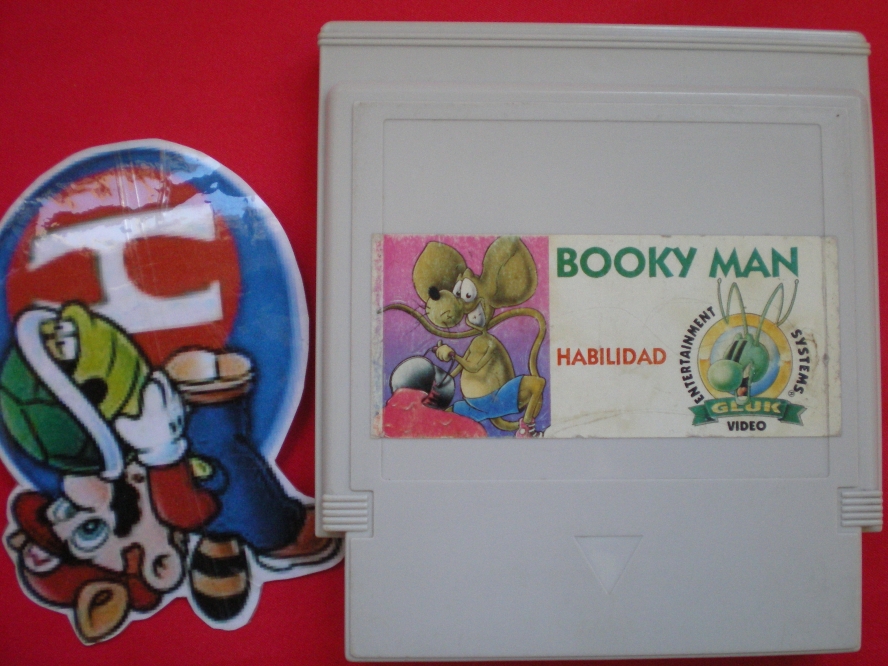 H
BOOKY MAN
HABILIDAD
ENTERTAINMENT
SYSTEMS
GLUK
VIDEO